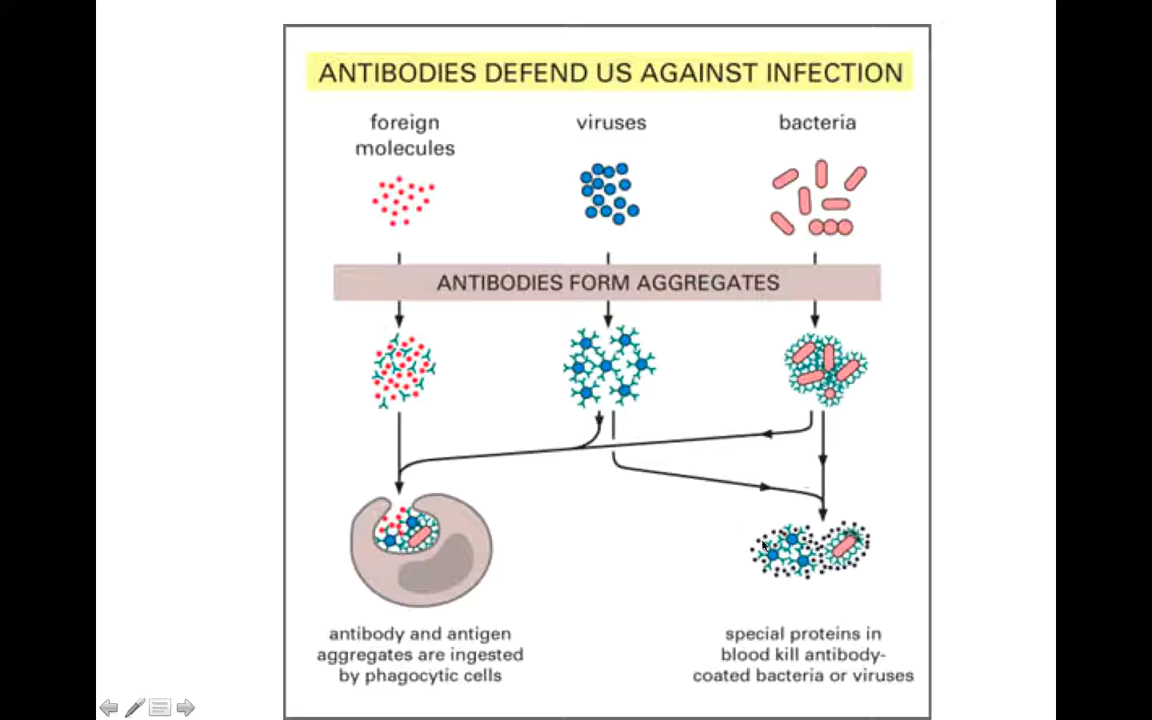 ANTIBODIES DEFEND US AGAINST INFECTION
foreign
molecules
viruses
bacteria
ANTIBODIES FORM AGGREGATES
antibody and antigen
aggregates are ingested
by phagocytic cells
special proteins in
blood kill antibody-
coated bacteria or viruses